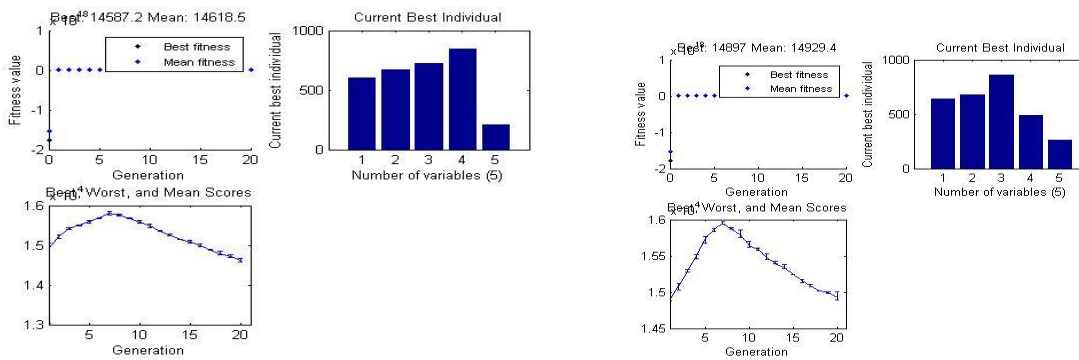 Best: 14587.2 Mean: 14618.5
x 10
1
0
-1
-2
Fitness value
Best fitness
Mean fitness
0 5 10 15 20
Generation
Current Best Individual
1000
500
0
Current best individual
1 2 3 4 5
Number of variables (5)
Best, Worst, and Mean Scores
x 10^4
1.6
1.5
1.4
1.3
5 10 15 20
Generation
Best: 14897 Mean: 14929.4
x 10
1
0
-1
-2
Fitness value
Best fitness
Mean fitness
0 5 10 15 20
Generation
Current Best Individual
1000
500
0
Current best individual
1 2 3 4 5
Number of variables (5)
Best, Worst, and Mean Scores
x 10^4
1.6
1.55
1.5
1.45
5 10 15 20
Generation